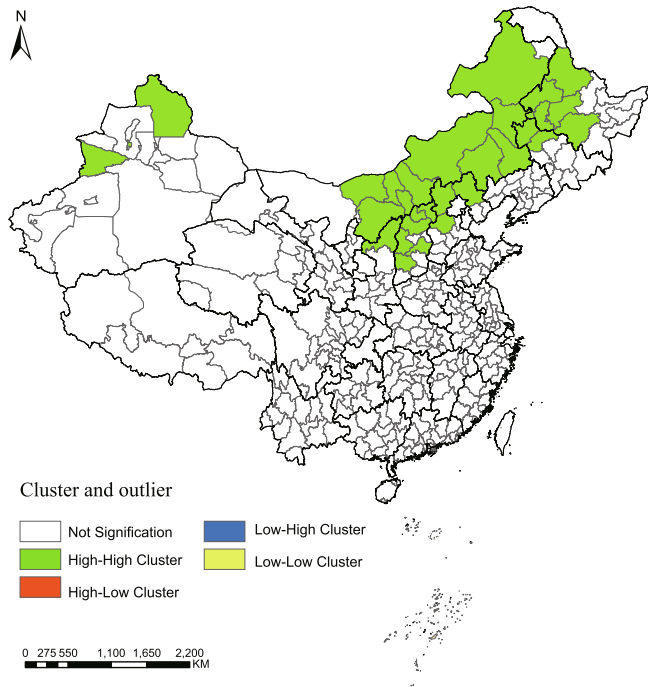 N
Cluster and outlier
Not Signification
High-High Cluster
High-Low Cluster
Low-High Cluster
Low-Low Cluster
0 275 550 1,100 1,650 2,200
KM